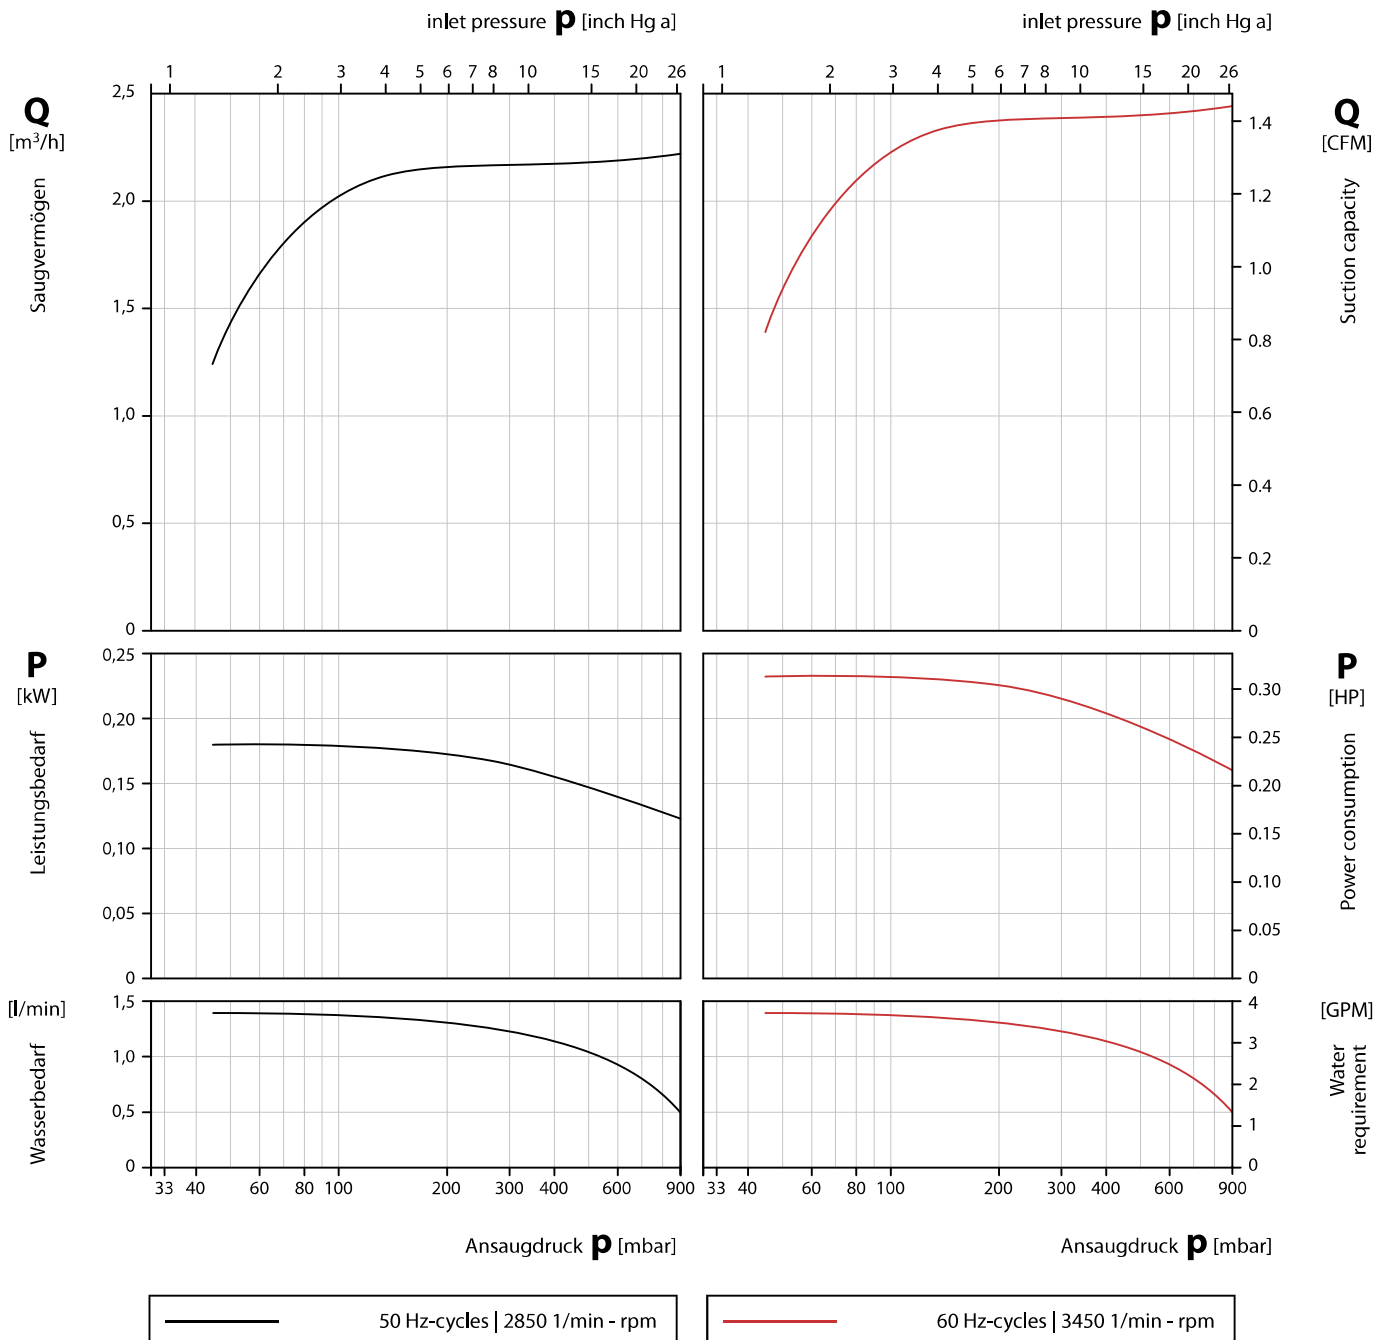 inlet pressure p [inch Hg a]
inlet pressure p [inch Hg a]
1 2 3 4 5 6 7 8 10 15 20 26
1 2 3 4 5 6 7 8 10 15 20 26
Q
[m³/h]
Saugvermögen
2,5
2,0
1,5
1,0
0,5
0
Q
[CFM]
Suction capacity
1.4
1.2
1.0
0.8
0.6
0.4
0.2
0
P
[kW]
Leistungsbedarf
0,25
0,20
0,15
0,10
0,05
0
P
[HP]
Power consumption
0.30
0.25
0.20
0.15
0.10
0.05
0
[l/min]
Wasserbedarf
1,5
1,0
0,5
0
[GPM]
Water
requirement
4
3
2
1
0
33 40 60 80 100 200 300 400 600 900
33 40 60 80 100 200 300 400 600 900
Ansaugdruck p [mbar]
Ansaugdruck p [mbar]
50 Hz-cycles | 2850 1/min - rpm
60 Hz-cycles | 3450 1/min - rpm